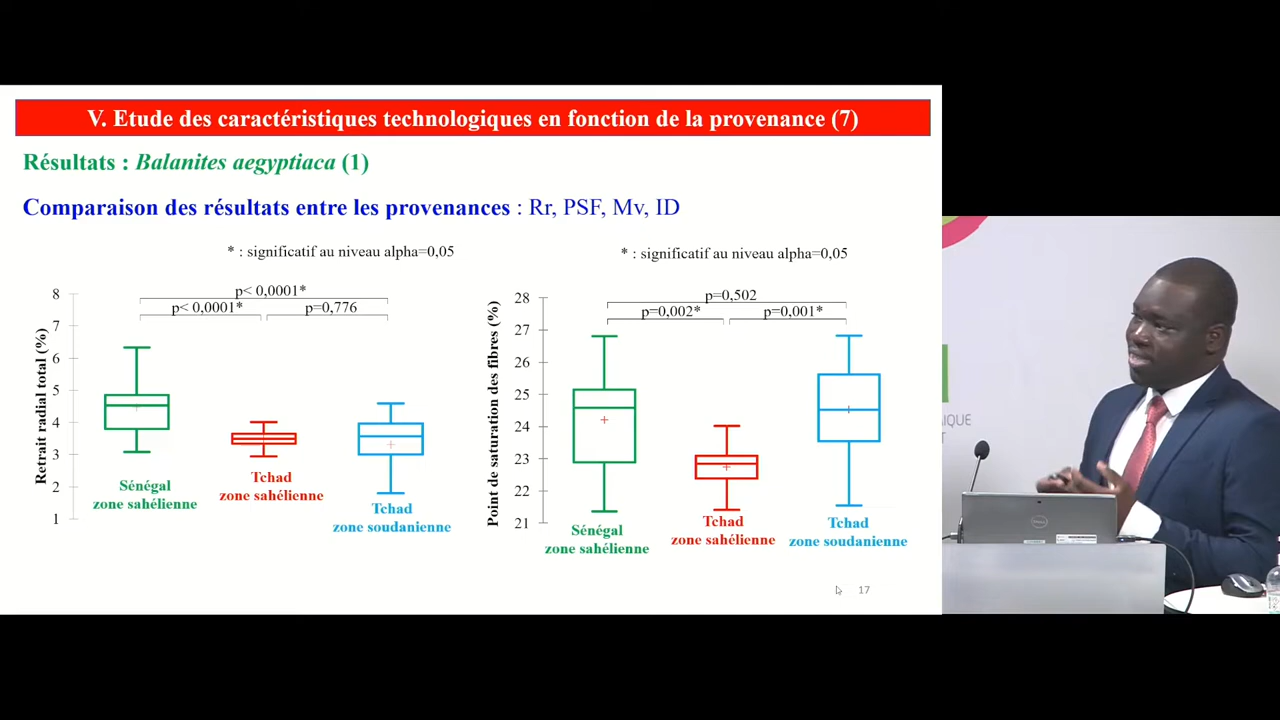 V. Etude des caractéristiques technologiques en fonction de la provenance (7)
Résultats : Balanites aegyptiaca (1)
Comparaison des résultats entre les provenances : Rr, PSF, Mv, ID
* : significatif au niveau alpha=0,05
p< 0,0001*
p< 0,0001*
p=0,776
Retrait radial total (%)
8
7
6
5
4
3
2
1
Sénégal
zone sahélienne
Tchad
zone sahélienne
Tchad
zone soudanienne
* : significatif au niveau alpha=0,05
p=0,502
p=0,002*
p=0,001*
Point de saturation des fibres (%)
28
27
26
25
24
23
22
21
Sénégal
zone sahélienne
Tchad
zone sahélienne
Tchad
zone soudanienne
17
DELL